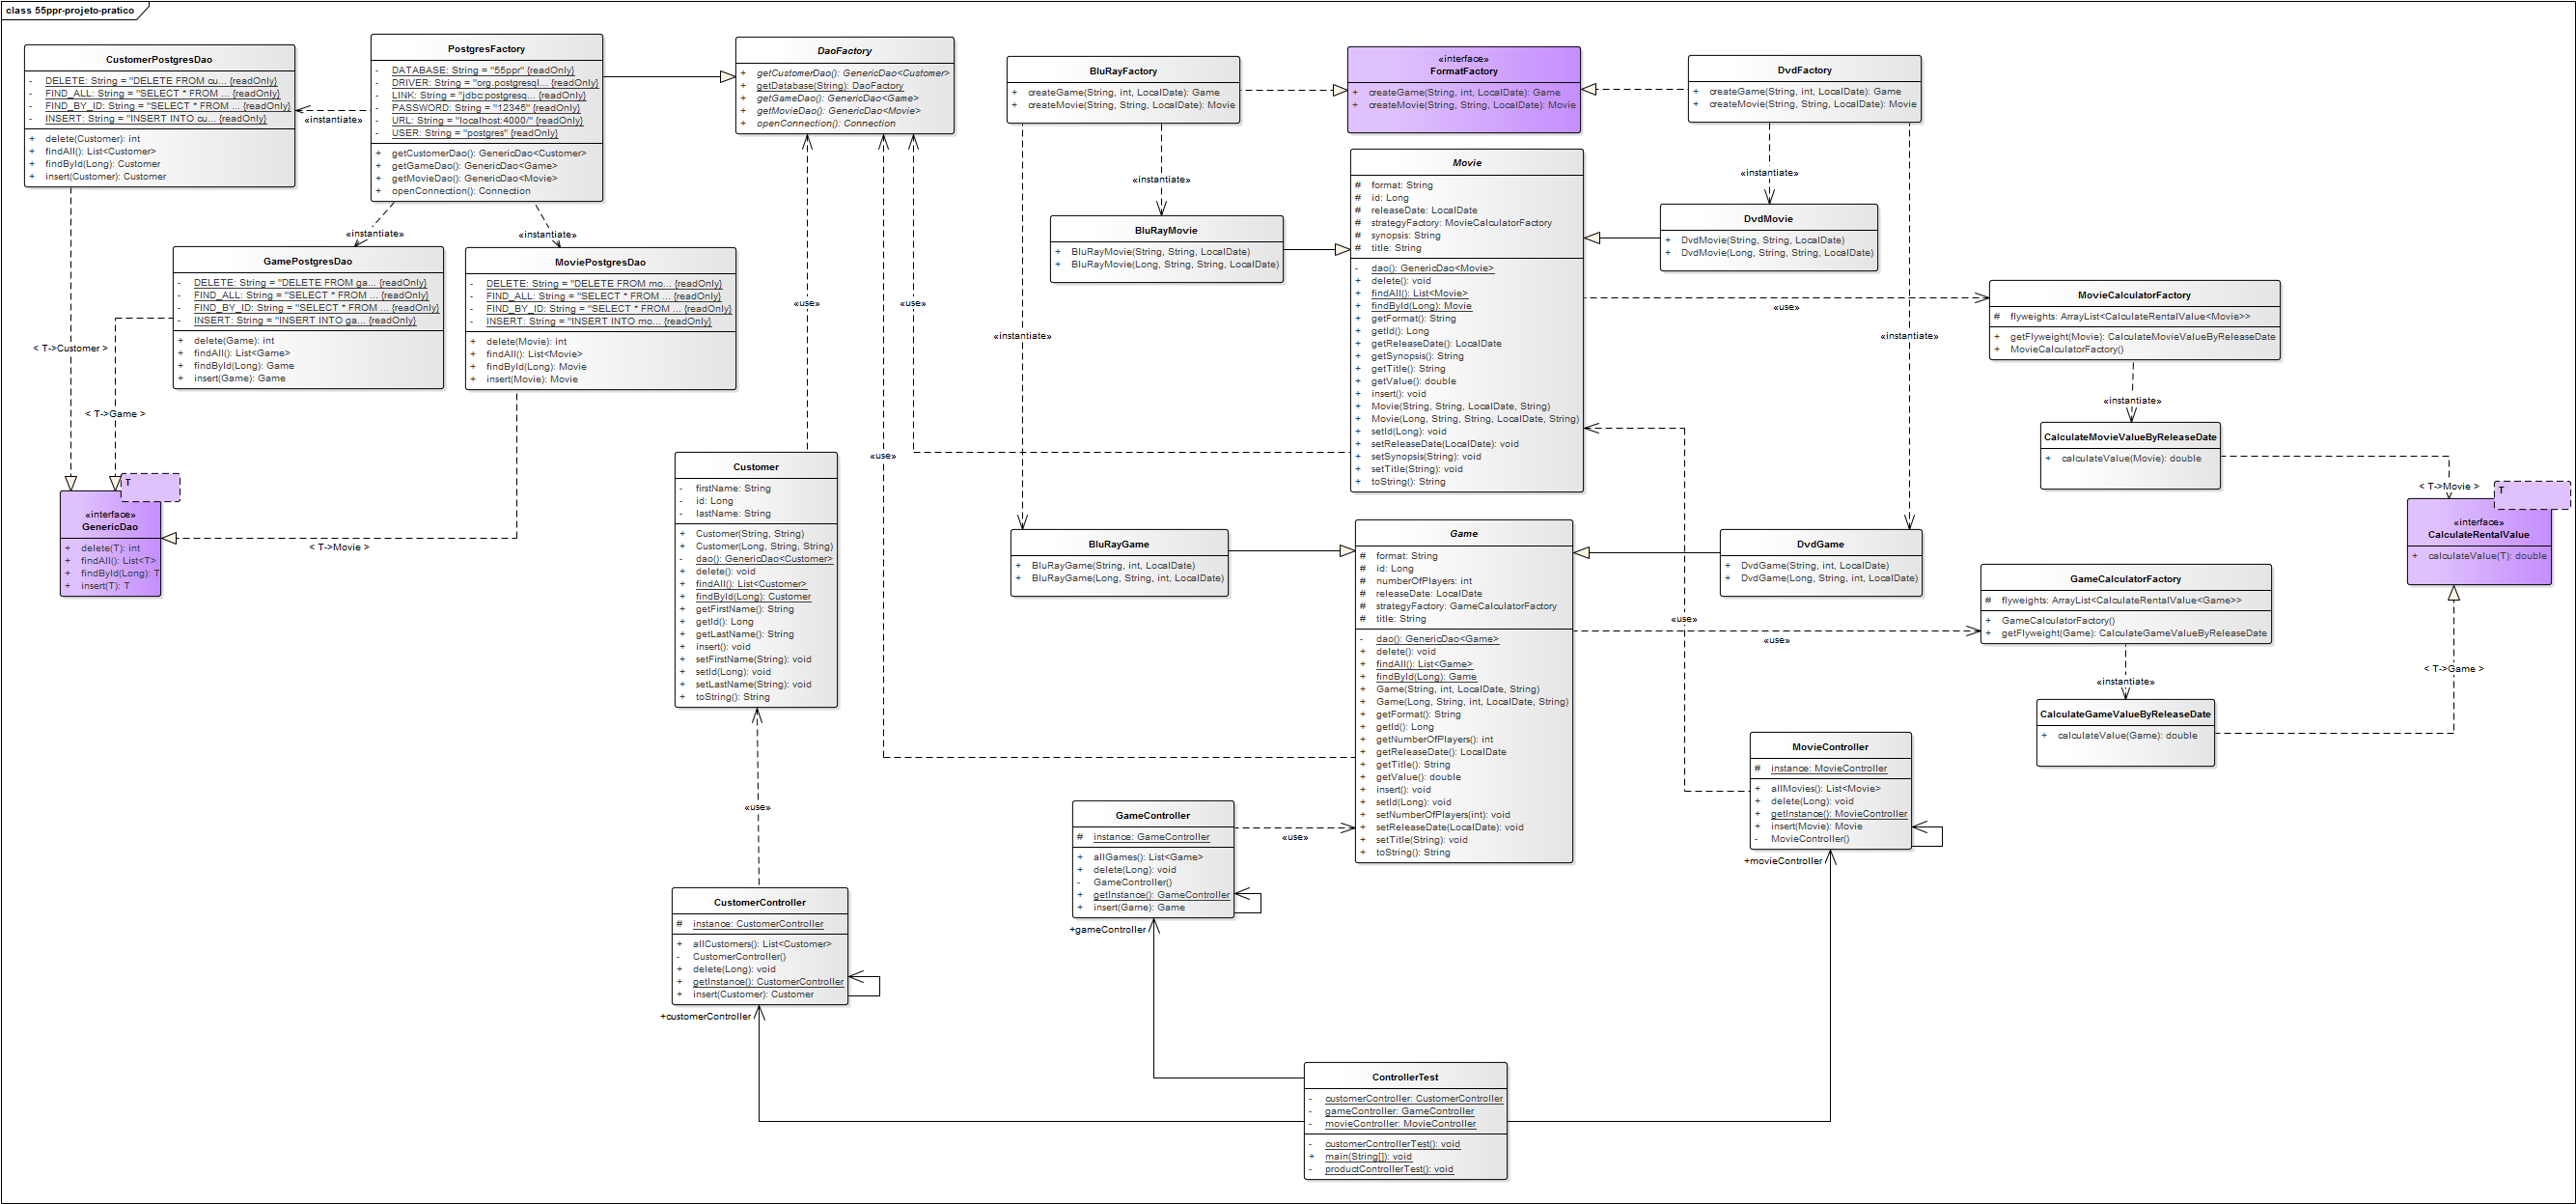 class 55ppr-projeto-pratico
CustomerPostgresDao
- DELETE: String = "DELETE FROM cu... {readOnly}
- FIND_ALL: String = "SELECT * FROM ... {readOnly}
- FIND_BY_ID: String = "SELECT * FROM ... {readOnly}
- INSERT: String = "INSERT INTO cu... {readOnly}
+ delete(Customer): int
+ findAll(): List<Customer>
+ findById(Long): Customer
+ insert(Customer): Customer
«instantiate»
PostgresFactory
- DATABASE: String = "55ppr" {readOnly}
- DRIVER: String = "org.postgresql... {readOnly}
- LINK: String = "jdbc:postgresq... {readOnly}
- PASSWORD: String = "12345" {readOnly}
- URL: String = "localhost:4000/" {readOnly}
- USER: String = "postgres" {readOnly}
+ getCustomerDao(): GenericDao<Customer>
+ getGameDao(): GenericDao<Game>
+ getMovieDao(): GenericDao<Movie>
+ openConnection(): Connection
DaoFactory
+ getCustomerDao(): GenericDao<Customer>
+ getDatabase(String): DaoFactory
+ getGameDao(): GenericDao<Game>
+ getMovieDao(): GenericDao<Movie>
+ openConnection(): Connection
BluRayFactory
+ createGame(String, int, LocalDate): Game
+ createMovie(String, String, LocalDate): Movie
«interface»
FormatFactory
+ createGame(String, int, LocalDate): Game
+ createMovie(String, String, LocalDate): Movie
DvdFactory
+ createGame(String, int, LocalDate): Game
+ createMovie(String, String, LocalDate): Movie
«instantiate»
«instantiate»
«instantiate»
«instantiate»
GamePostgresDao
- DELETE: String = "DELETE FROM ga... {readOnly}
- FIND_ALL: String = "SELECT * FROM ... {readOnly}
- FIND_BY_ID: String = "SELECT * FROM ... {readOnly}
- INSERT: String = "INSERT INTO ga... {readOnly}
+ delete(Game): int
+ findAll(): List<Game>
+ findById(Long): Game
+ insert(Game): Game
MoviePostgresDao
- DELETE: String = "DELETE FROM mo... {readOnly}
- FIND_ALL: String = "SELECT * FROM ... {readOnly}
- FIND_BY_ID: String = "SELECT * FROM ... {readOnly}
- INSERT: String = "INSERT INTO mo... {readOnly}
+ delete(Movie): int
+ findAll(): List<Movie>
+ findById(Long): Movie
+ insert(Movie): Movie
BluRayMovie
+ BluRayMovie(String, String, LocalDate)
+ BluRayMovie(Long, String, String, LocalDate)
Movie
# format: String
# id: Long
# releaseDate: LocalDate
# strategyFactory: MovieCalculatorFactory
# synopsis: String
# title: String
- dao(): GenericDao<Movie>
+ delete(): void
+ findAll(): List<Movie>
+ findById(Long): Movie
+ getFormat(): String
+ getId(): Long
+ getReleaseDate(): LocalDate
+ getSynopsis(): String
+ getTitle(): String
+ getValue(): double
+ insert(): void
+ Movie(String, String, LocalDate, String)
+ Movie(Long, String, String, LocalDate, String)
+ setId(Long): void
+ setReleaseDate(LocalDate): void
+ setSynopsis(String): void
+ setTitle(String): void
+ toString(): String
DvdMovie
+ DvdMovie(String, String, LocalDate)
+ DvdMovie(Long, String, String, LocalDate)
«use»
«use»
«use»
«use»
«instantiate»
«instantiate»
MovieCalculatorFactory
# flyweights: ArrayList<CalculateRentalValue<Movie>>
+ getFlyweight(Movie): CalculateMovieValueByReleaseDate
+ MovieCalculatorFactory()
«instantiate»
CalculateMovieValueByReleaseDate
+ calculateValue(Movie): double
< T->Customer >
< T->Game >
< T->Movie >
< T->Movie >
T
«interface»
GenericDao
+ delete(T): int
+ findAll(): List<T>
+ findById(Long): T
+ insert(T): T
Customer
- firstName: String
- id: Long
- lastName: String
+ Customer(String, String)
+ Customer(Long, String, String)
- dao(): GenericDao<Customer>
+ delete(): void
+ findAll(): List<Customer>
+ findById(Long): Customer
+ getFirstName(): String
+ getId(): Long
+ getLastName(): String
+ insert(): void
+ setFirstName(String): void
+ setId(Long): void
+ setLastName(String): void
+ toString(): String
BluRayGame
+ BluRayGame(String, int, LocalDate)
+ BluRayGame(Long, String, int, LocalDate)
Game
# format: String
# id: Long
# numberOfPlayers: int
# releaseDate: LocalDate
# strategyFactory: GameCalculatorFactory
# title: String
- dao(): GenericDao<Game>
+ delete(): void
+ findAll(): List<Game>
+ findById(Long): Game
+ Game(String, int, LocalDate, String)
+ Game(Long, String, int, LocalDate, String)
+ getFormat(): String
+ getId(): Long
+ getNumberOfPlayers(): int
+ getReleaseDate(): LocalDate
+ getTitle(): String
+ getValue(): double
+ insert(): void
+ setId(Long): void
+ setNumberOfPlayers(int): void
+ setReleaseDate(LocalDate): void
+ setTitle(String): void
+ toString(): String
DvdGame
+ DvdGame(String, int, LocalDate)
+ DvdGame(Long, String, int, LocalDate)
T
«interface»
CalculateRentalValue
+ calculateValue(T): double
GameCalculatorFactory
# flyweights: ArrayList<CalculateRentalValue<Game>>
+ GameCalculatorFactory()
+ getFlyweight(Game): CalculateGameValueByReleaseDate
«use»
«use»
< T->Game >
«instantiate»
CalculateGameValueByReleaseDate
+ calculateValue(Game): double
MovieController
# instance: MovieController
+ allMovies(): List<Movie>
+ delete(Long): void
+ getInstance(): MovieController
+ insert(Movie): Movie
- MovieController()
+movieController
«use»
GameController
# instance: GameController
+ allGames(): List<Game>
+ delete(Long): void
- GameController()
+ getInstance(): GameController
+ insert(Game): Game
«use»
+gameController
CustomerController
# instance: CustomerController
+ allCustomers(): List<Customer>
- CustomerController()
+ delete(Long): void
+ getInstance(): CustomerController
+ insert(Customer): Customer
+customerController
ControllerTest
- customerController: CustomerController
- gameController: GameController
- movieController: MovieController
- customerControllerTest(): void
+ main(String[]): void
- productControllerTest(): void